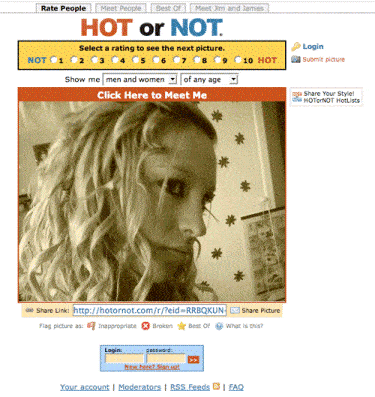 Rate People Meet People Best Of Meet Jim and James
HOT or NOT.
Select a rating to see the next picture.
NOT 1 2 3 4 5 6 7 8 9 10 HOT
Login
Submit picture
Show me men and women of any age
Click Here to Meet Me
Share Your Style!
HOTorNOT HotLists
Share Link: http://hotornot.com/r/?eid=RRBQKUN Share Picture
Flag picture as: Inappropriate Broken Best Of What is this?
Login: password:
>>
New here? Sign up!
Your account | Moderators | RSS Feeds | FAQ